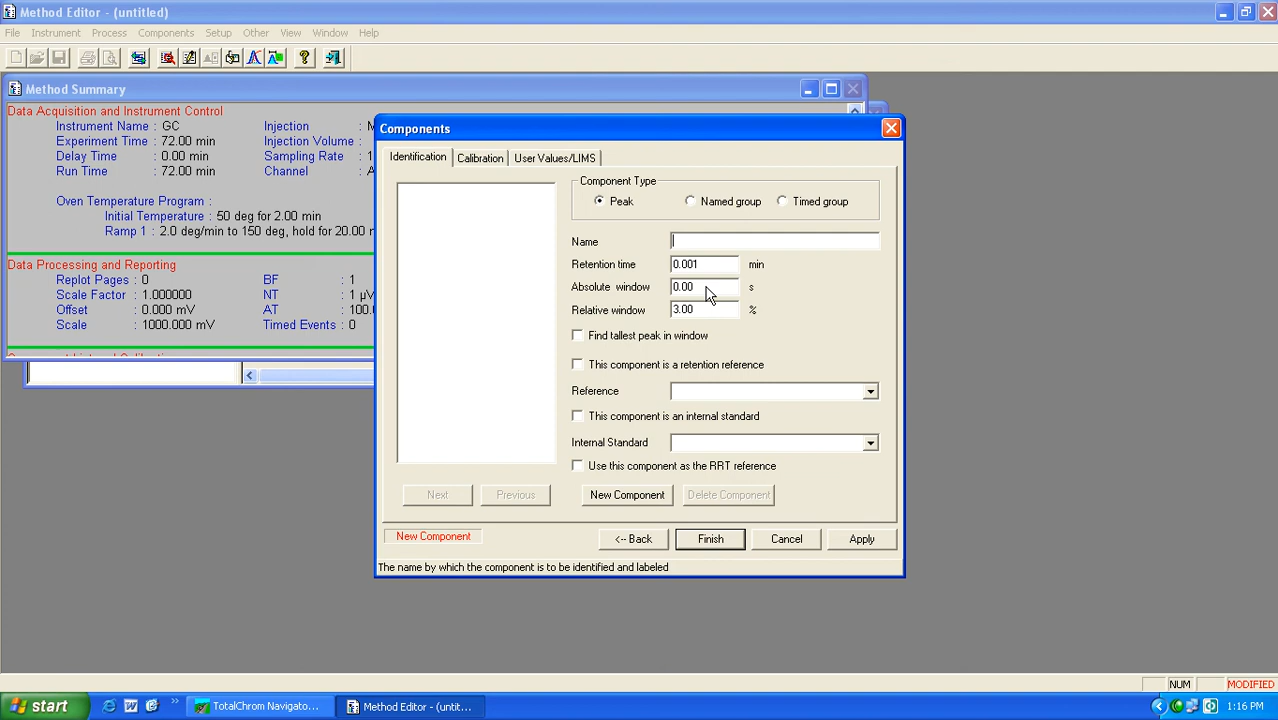 Method Editor - (untitled)
File Instrument Process Components Setup Other View Window Help
Method Summary
Data Acquisition and Instrument Control
Instrument Name : GC Injection : M
Experiment Time : 72.00 min Injection Volume :
Delay Time : 0.00 min Sampling Rate : 1
Run Time : 72.00 min Channel : A
Oven Temperature Program :
Initial Temperature : 50 deg for 2.00 min
Ramp 1 : 2.0 deg/min to 150 deg, hold for 20.00 m
Data Processing and Reporting
Replot Pages : 0 BF : 1
Scale Factor : 1.000000 NT : 1 µV
Offset : 0.000 mV AT : 100.
Scale : 1000.000 mV Timed Events : 0
Components
Identification Calibration User Values/LIMS
Component Type
Peak Named group Timed group
Name
Retention time 0.001 min
Absolute window 0.00 s
Relative window 3.00 %
Find tallest peak in window
This component is a retention reference
Reference
This component is an internal standard
Internal Standard
Use this component as the RRT reference
Next Previous New Component Delete Component
New Component <-- Back Finish Cancel Apply
The name by which the component is to be identified and labeled
NUM MODIFIED
start TotalChrom Navigato... Method Editor - (untit... 1:16 PM